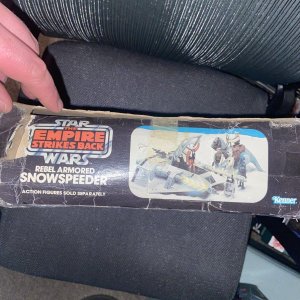 STAR
THE
EMPIRE
STRIKES BACK
WARS
REBEL ARMORED
SNOWSPEEDER
ACTION FIGURES SOLD SEPARATELY
Kenner